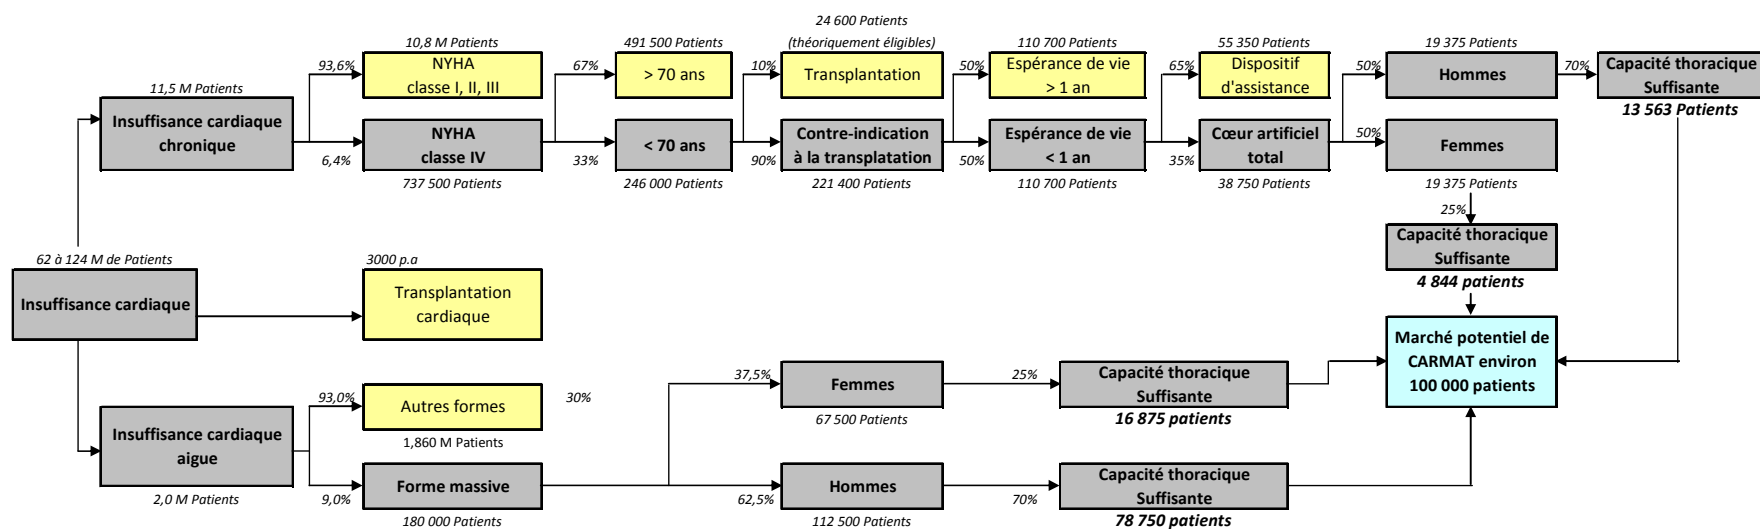 24 600 Patients
10,8 M Patients
491 500 Patients
(théoriquement éligibles)
110 700 Patients
55 350 Patients
19 375 Patients
93,6%
NYHA
classe I, II, III
67%
> 70 ans
10%
Transplantation
50%
Espérance de vie
> 1 an
65%
Dispositif
d'assistance
50%
Hommes
70%
Capacité thoracique
Suffisante
13 563 Patients
11,5 M Patients
Insuffisance cardiaque
chronique
6,4%
NYHA
classe IV
737 500 Patients
33%
< 70 ans
246 000 Patients
90%
Contre-indication
à la transplatation
221 400 Patients
50%
Espérance de vie
< 1 an
110 700 Patients
35%
Cœur artificiel
total
38 750 Patients
50%
Femmes
19 375 Patients
25%
Capacité thoracique
Suffisante
4 844 patients
62 à 124 M de Patients
Insuffisance cardiaque
3000 p.a
Transplantation
cardiaque
Marché potentiel de
CARMAT environ
100 000 patients
93,0%
Autres formes
1,860 M Patients
30%
37,5%
Femmes
67 500 Patients
25%
Capacité thoracique
Suffisante
16 875 patients
Insuffisance cardiaque
aigue
2,0 M Patients
9,0%
Forme massive
180 000 Patients
62,5%
Hommes
112 500 Patients
70%
Capacité thoracique
Suffisante
78 750 patients